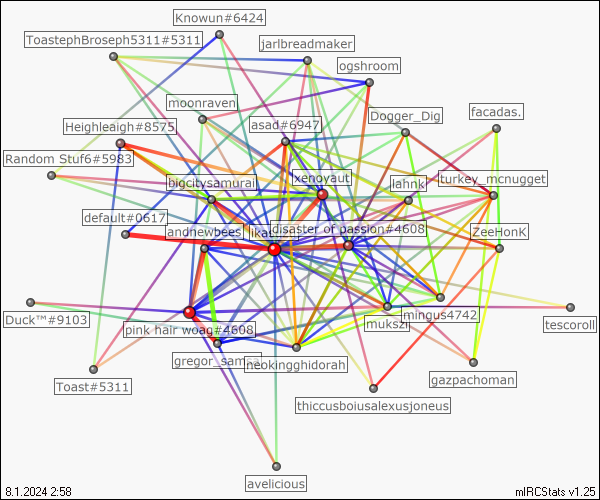 Knowun#6424
ToastephBroseph5311#5311
jarlbreadmaker
ogshroom
moonraven
Dogger_Dig
facadas.
Heighleaigh#8575
asad#6947
Random Stuf6#5983
xenoyaut
lahnk
turkey_mcnugget
bigcitysamurai
default#0617
andnewbees
disaster of passion#4608
ZeeHonK
Duck™#9103
pink hair woag#4608
mukszi
mingus4742
tescoroll
gregor_samsa
neokingghidorah
Toast#5311
gazpachoman
thiccusboiusalexusjoneus
avelicious
8.1.2024 2:58
mIRCStats v1.25